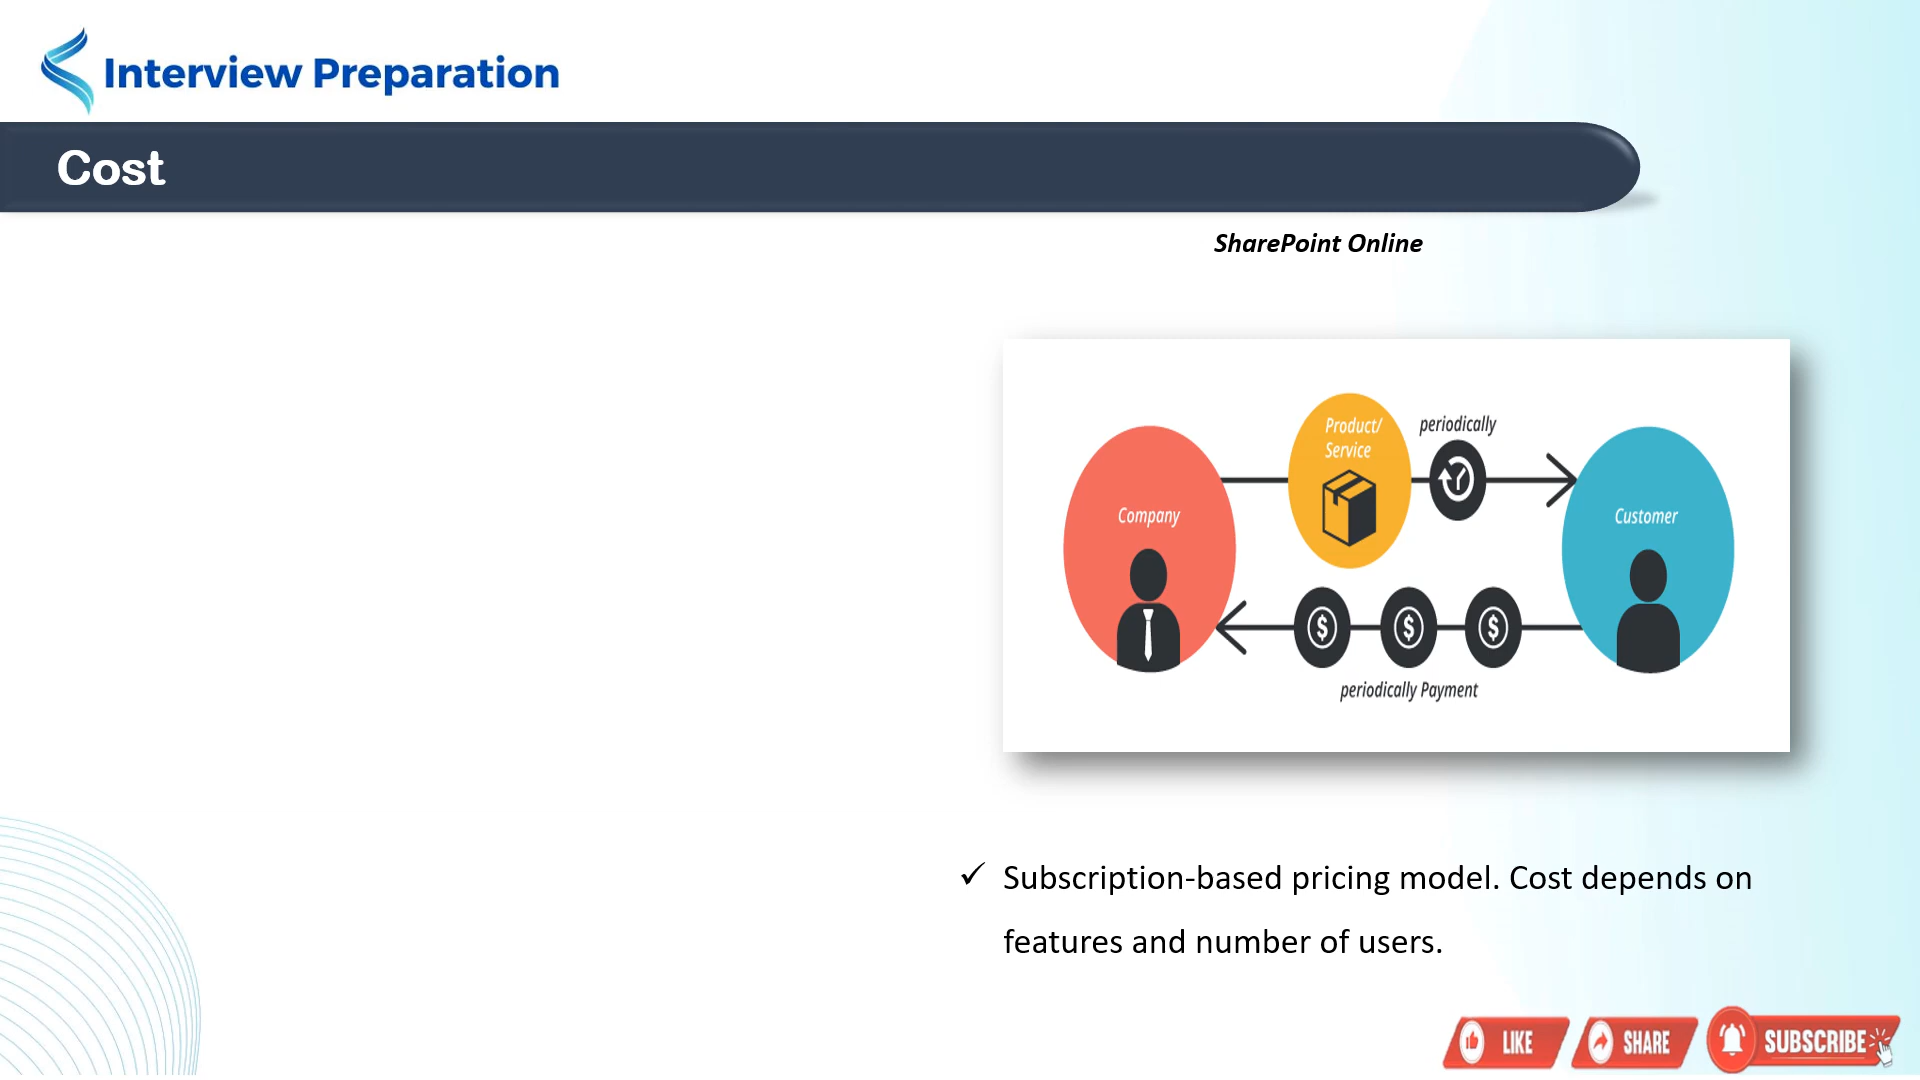 Interview Preparation
Cost
SharePoint Online
Product/
Service
periodically
Company
Customer
$ $ $
periodically Payment
✓ Subscription-based pricing model. Cost depends on
features and number of users.
LIKE SHARE SUBSCRIBE